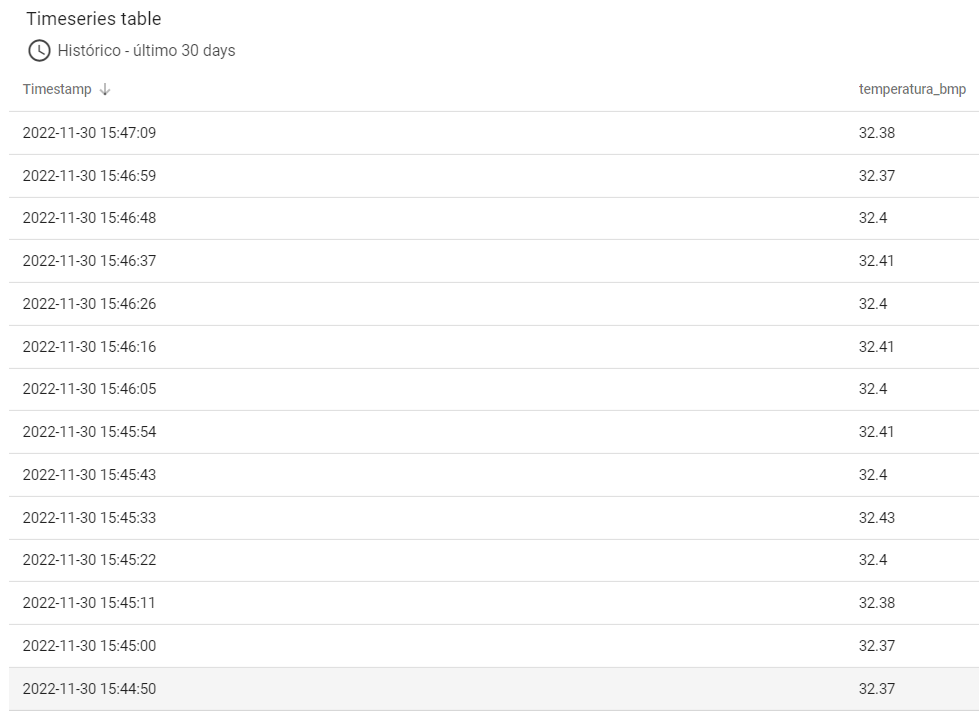 Timeseries table
Histórico - último 30 days
Timestamp temperatura_bmp
2022-11-30 15:47:09 32.38
2022-11-30 15:46:59 32.37
2022-11-30 15:46:48 32.4
2022-11-30 15:46:37 32.41
2022-11-30 15:46:26 32.4
2022-11-30 15:46:16 32.41
2022-11-30 15:46:05 32.4
2022-11-30 15:45:54 32.41
2022-11-30 15:45:43 32.4
2022-11-30 15:45:33 32.43
2022-11-30 15:45:22 32.4
2022-11-30 15:45:11 32.38
2022-11-30 15:45:00 32.37
2022-11-30 15:44:50 32.37